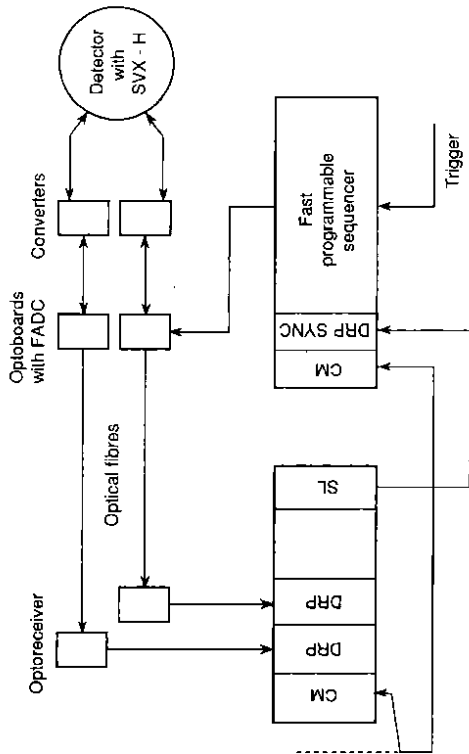 Detector
with
SVX - H
Converters
Optoboards
with FADC
Optical fibres
Optoreceiver
Fast
programmable
sequencer
DRP SYNC
CM
Trigger
SL
DRP
DRP
CM